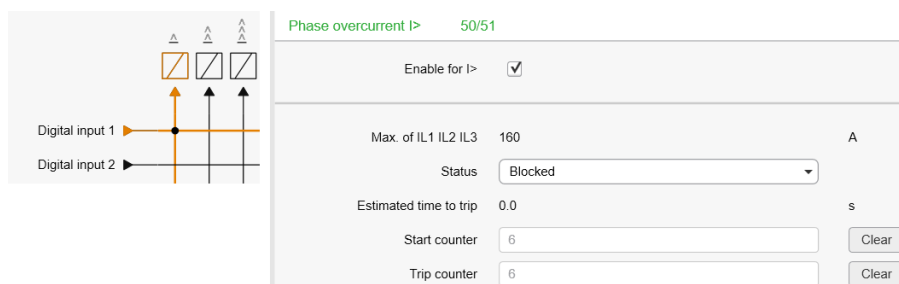 Phase overcurrent I> 50/51
Enable for I>
Digital input 1
Digital input 2
Max. of IL1 IL2 IL3 160 A
Status Blocked
Estimated time to trip 0.0 s
Start counter 6 Clear
Trip counter 6 Clear